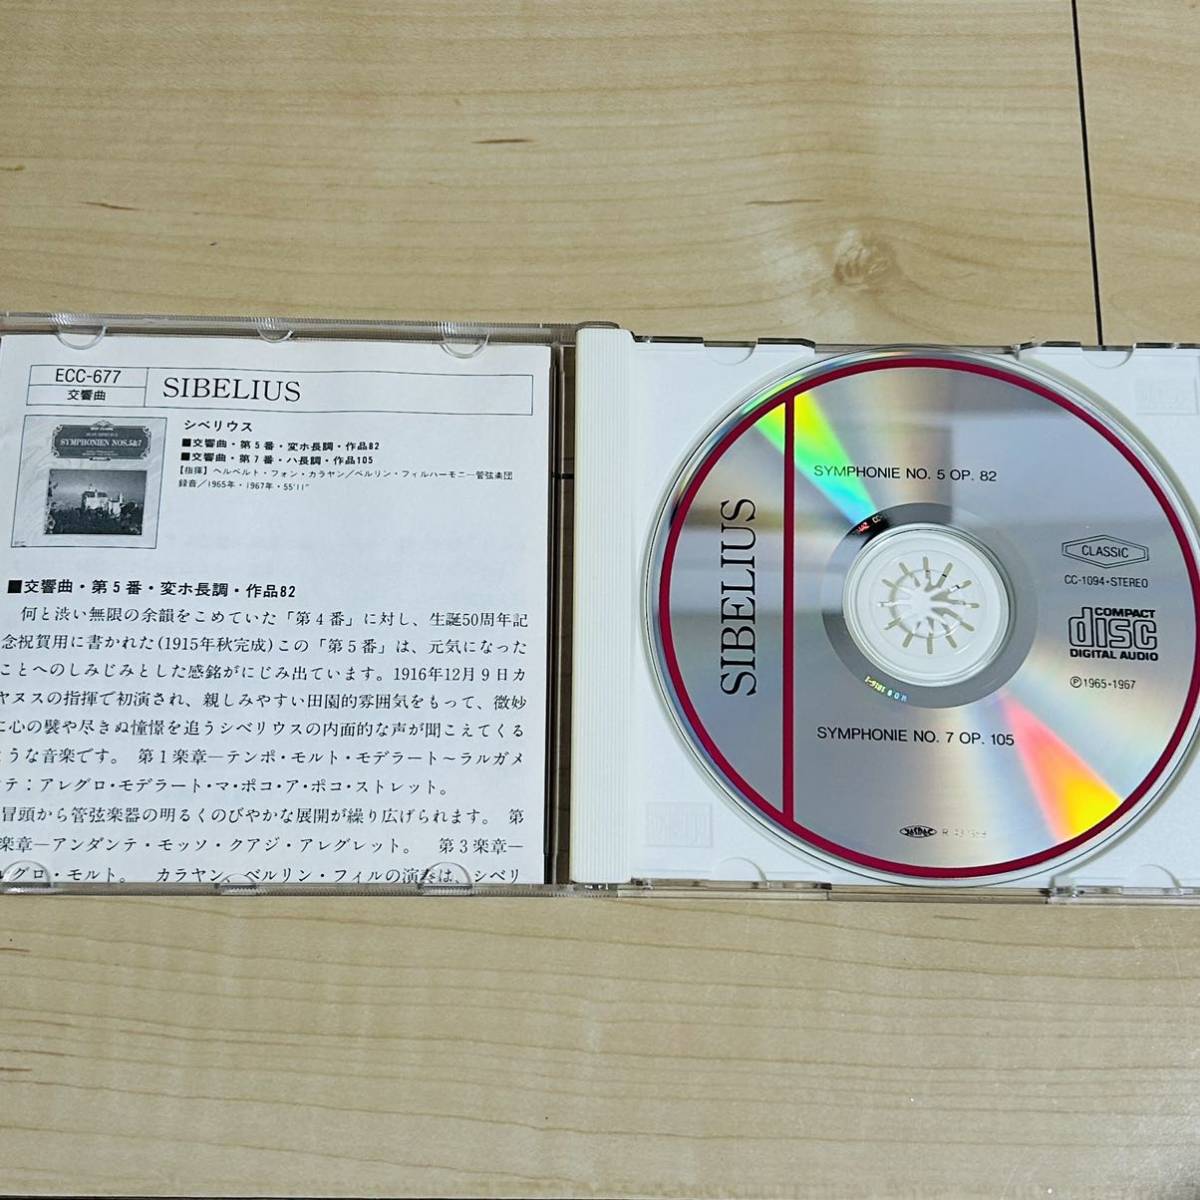 ECC-677
交響曲
SIBELIUS
SYMPHONIEN NOS.5&7
シベリウス
■交響曲・第5番・変ホ長調・作品82
■交響曲・第7番・ハ長調・作品105
【指揮】ヘルベルト・フォン・カラヤン/ベルリン・フィルハーモニー管弦楽団
録音/1965年・1967年・55'11"
■交響曲・第5番・変ホ長調・作品82
何と渋い無限の余韻をこめていた「第4番」に対し、生誕50周年記
念祝賀用に書かれた(1915年秋完成)この「第5番」は、元気になった
ことへのしみじみとした感銘がにじみ出ています。1916年12月9日カ
ヤヌスの指揮で初演され、親しみやすい田園的雰囲気をもって、微妙
に心の襞や尽きぬ憧憬を追うシベリウスの内面的な声が聞こえてくる
ような音楽です。 第1楽章―テンポ・モルト・モデラート〜ラルガメ
テ：アレグロ・モデラート・マ・ポコ・ア・ポコ・ストレット。
冒頭から管弦楽器の明るくのびやかな展開が繰り広げられます。 第
楽章―アンダンテ・モッソ・クアジ・アレグレット。 第3楽章―
グロ・モルト。 カラヤン、ベルリン・フィルの演奏は、シベリ
SIBELIUS
SYMPHONIE NO. 5 OP. 82
CLASSIC
CC-1094・STEREO
COMPACT
disc
DIGITAL AUDIO
Ⓟ1965・1967
SYMPHONIE NO. 7 OP. 105
JASRAC